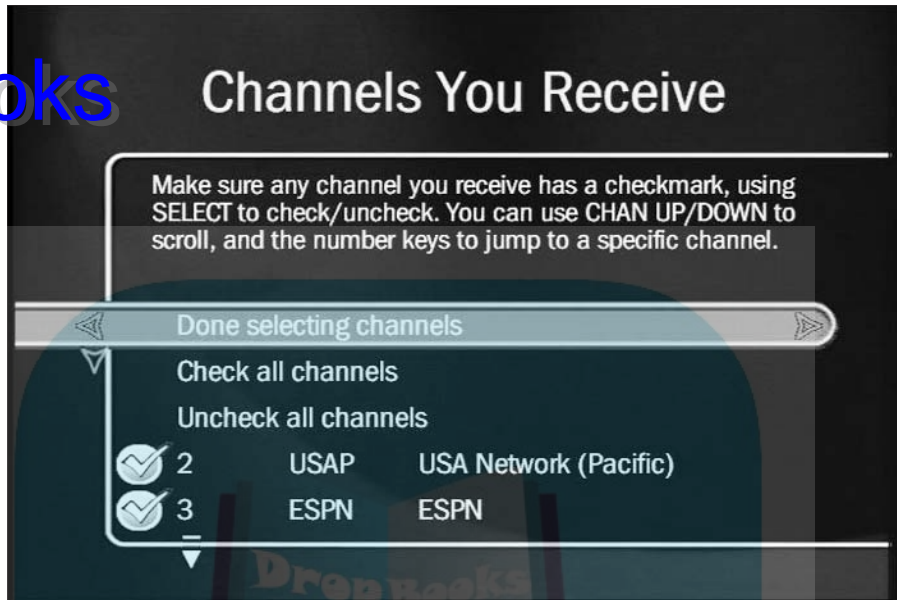 oks
Channels You Receive
Make sure any channel you receive has a checkmark, using
SELECT to check/uncheck. You can use CHAN UP/DOWN to
scroll, and the number keys to jump to a specific channel.
Done selecting channels
Check all channels
Uncheck all channels
2 USAP USA Network (Pacific)
3 ESPN ESPN
DropBooks